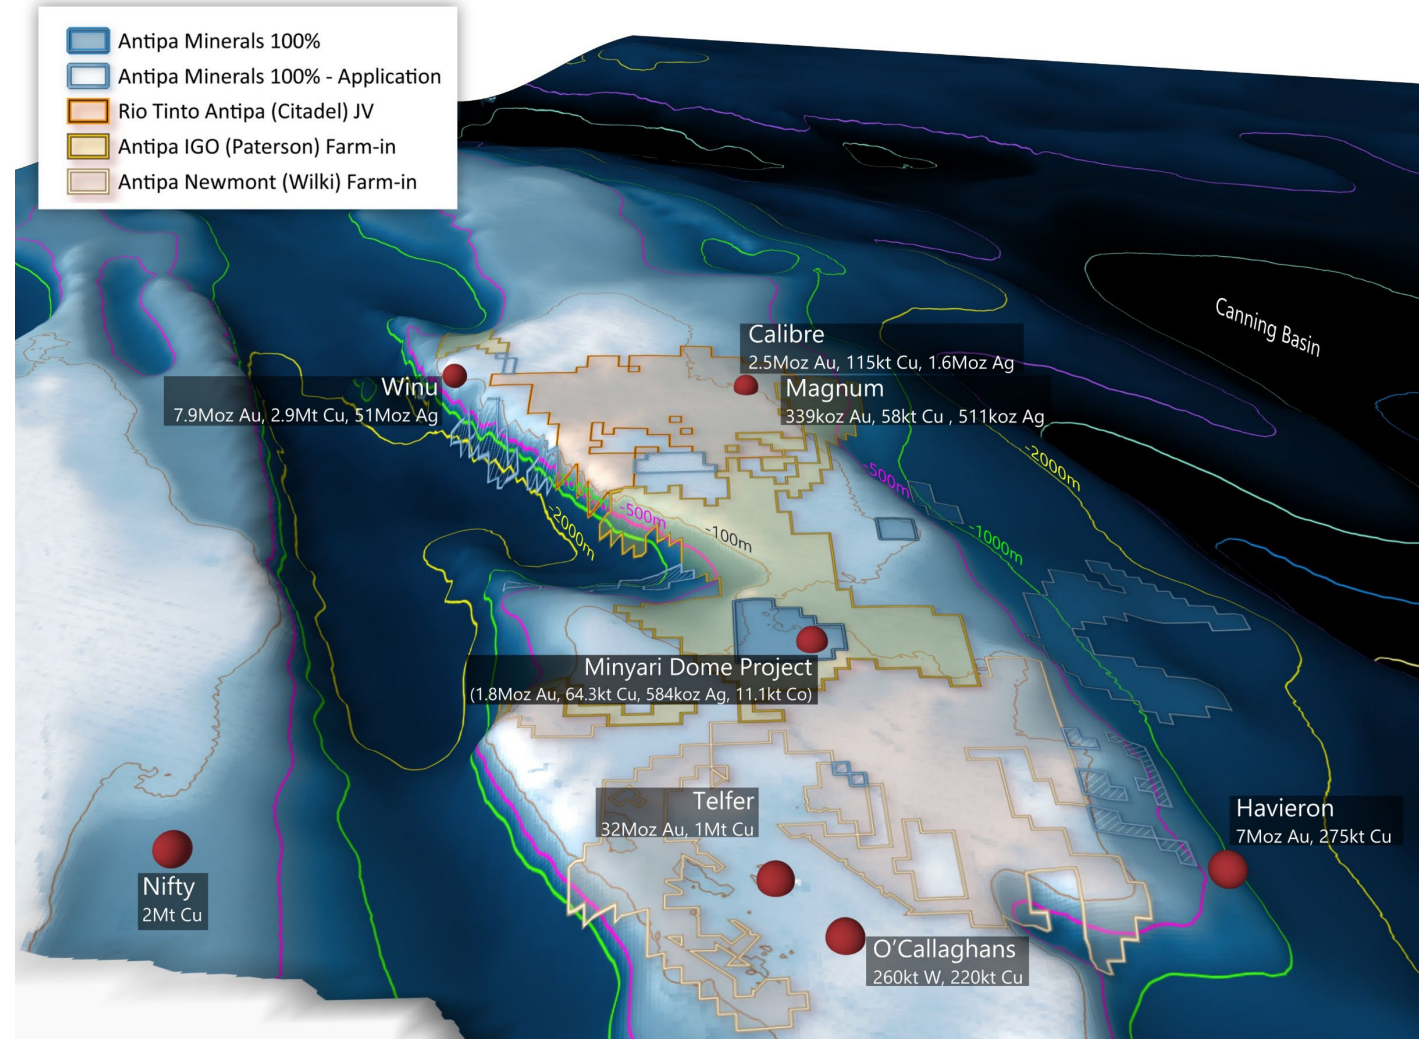 Antipa Minerals 100%
Antipa Minerals 100% - Application
Rio Tinto Antipa (Citadel) JV
Antipa IGO (Paterson) Farm-in
Antipa Newmont (Wilki) Farm-in
Canning Basin
Calibre
2.5Moz Au, 115kt Cu, 1.6Moz Ag
Winu
7.9Moz Au, 2.9Mt Cu, 51Moz Ag
Magnum
339koz Au, 58kt Cu , 511koz Ag
-2000m
-500m
-500m
-2000m
-100m
-1000m
Minyari Dome Project
(1.8Moz Au, 64.3kt Cu, 584koz Ag, 11.1kt Co)
Telfer
32Moz Au, 1Mt Cu
Havieron
7Moz Au, 275kt Cu
Nifty
2Mt Cu
O'Callaghans
260kt W, 220kt Cu